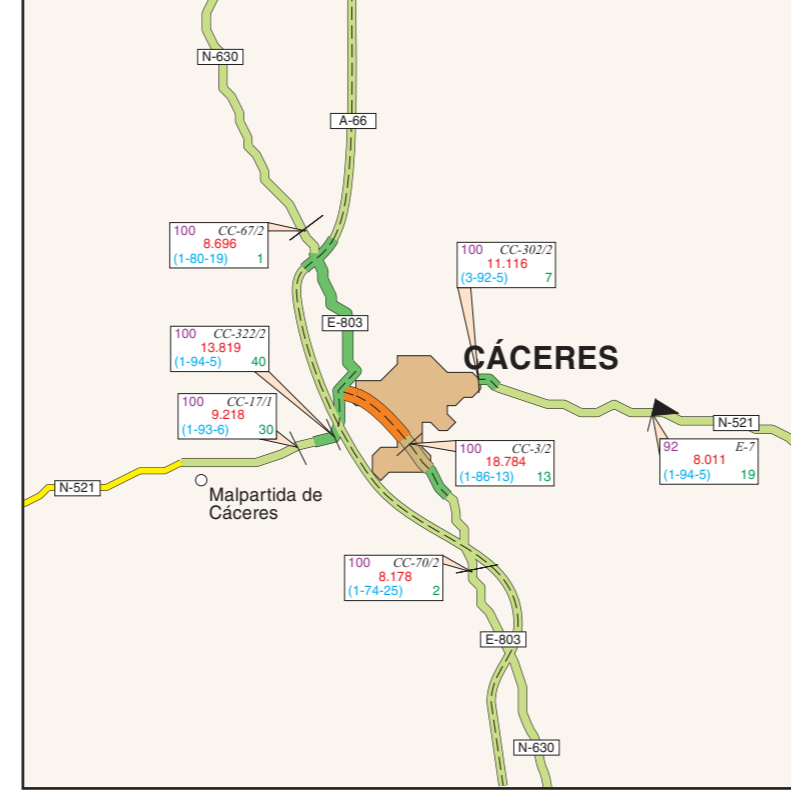 N-630
A-66
100 CC-67/2
8.696
(1-80-19) 1
100 CC-302/2
11.116
(3-92-5) 7
E-803
100 CC-322/2
13.819
(1-94-5) 40
CÁCERES
100 CC-17/1
9.218
(1-93-6) 30
N-521
92 E-7
8.011
(1-94-5) 19
100 CC-3/2
18.784
(1-86-13) 13
N-521
Malpartida de
Cáceres
100 CC-70/2
8.178
(1-74-25) 2
E-803
N-630